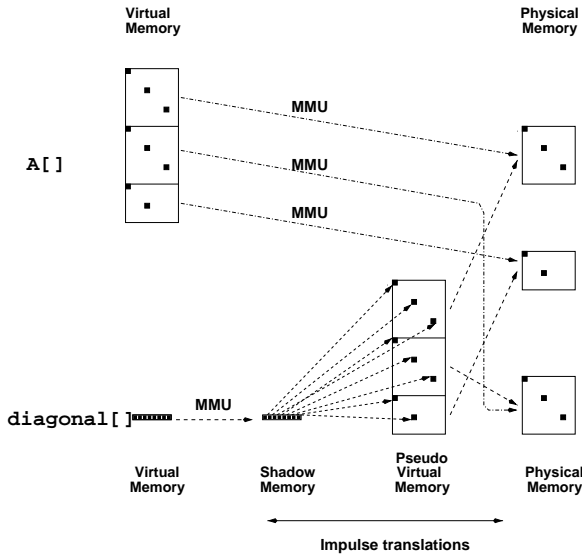 Virtual
Memory
Physical
Memory
MMU
A[]
MMU
MMU
MMU
diagonal[]
Virtual
Memory
Shadow
Memory
Pseudo
Virtual
Memory
Physical
Memory
Impulse translations